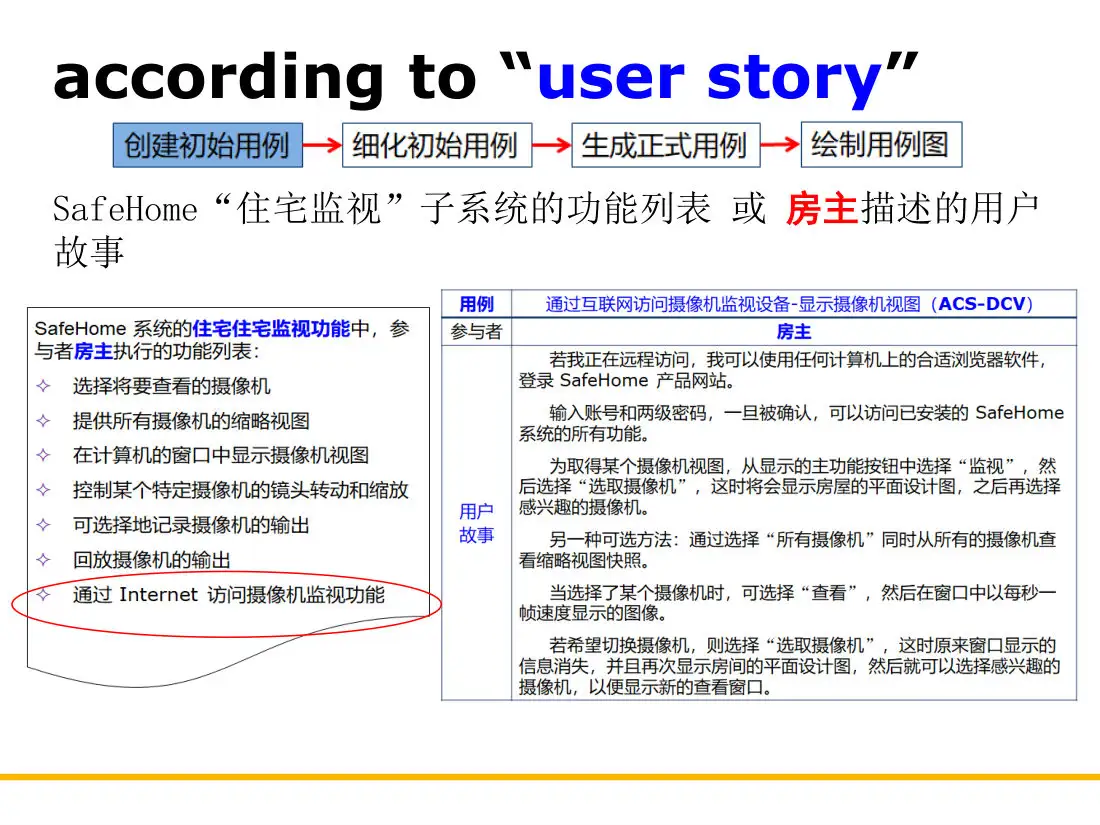 according to “user story”
创建初始用例 细化初始用例 生成正式用例 绘制用例图
SafeHome“住宅监视”子系统的功能列表 或 房主描述的用户
故事
SafeHome 系统的住宅住宅监视功能中，参
与者房主执行的功能列表：
选择将要查看的摄像机
提供所有摄像机的缩略视图
在计算机的窗口中显示摄像机视图
控制某个特定摄像机的镜头转动和缩放
可选择地记录摄像机的输出
回放摄像机的输出
通过 Internet 访问摄像机监视功能
用例 通过互联网访问摄像机监视设备-显示摄像机视图（ACS-DCV）
参与者 房主
用户
故事
若我正在远程访问，我可以使用任何计算机上的合适浏览器软件，
登录 SafeHome 产品网站。
输入账号和两级密码，一旦被确认，可以访问已安装的 SafeHome
系统的所有功能。
为取得某个摄像机视图，从显示的主功能按钮中选择“监视”，然
后选择“选取摄像机”，这时将会显示房屋的平面设计图，之后再选择
感兴趣的摄像机。
另一种可选方法：通过选择“所有摄像机”同时从所有的摄像机查
看缩略视图快照。
当选择了某个摄像机时，可选择“查看”，然后在窗口中以每秒一
帧速度显示的图像。
若希望切换摄像机，则选择“选取摄像机”，这时原来窗口显示的
信息消失，并且再次显示房间的平面设计图，然后就可以选择感兴趣的
摄像机，以便显示新的查看窗口。